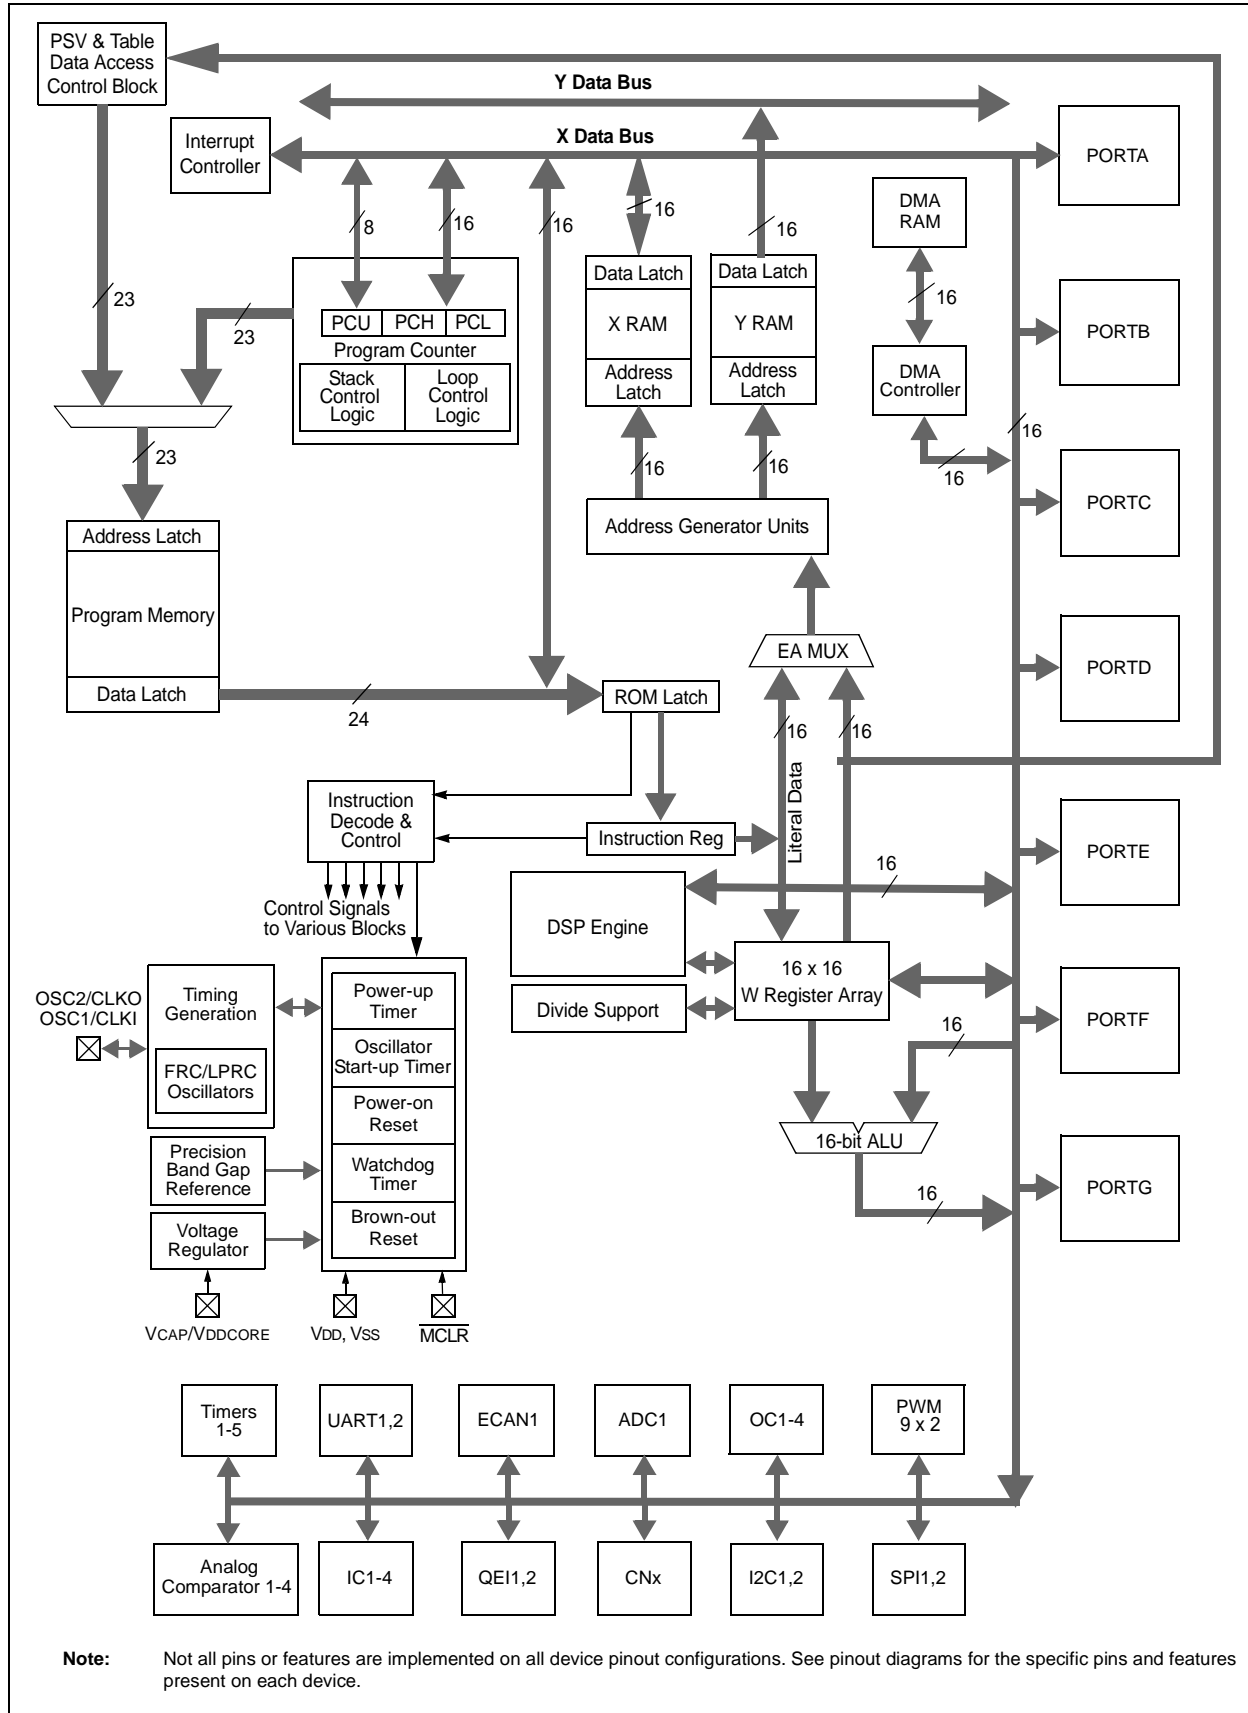 PSV & Table
Data Access
Control Block
Y Data Bus
X Data Bus
Interrupt
Controller
PORTA
8
16
16
16
16
DMA
RAM
16
23
23
Data Latch
X RAM
Address
Latch
Data Latch
Y RAM
Address
Latch
PCU
PCH
PCL
Program Counter
Stack
Control
Logic
Loop
Control
Logic
PORTB
DMA
Controller
16
16
23
16
16
PORTC
Address Generator Units
Address Latch
Program Memory
Data Latch
24
EA MUX
PORTD
ROM Latch
16
16
Literal Data
Instruction
Decode &
Control
Instruction Reg
PORTE
16
Control Signals
to Various Blocks
DSP Engine
16 x 16
W Register Array
Divide Support
OSC2/CLKO
OSC1/CLKI
Timing
Generation
FRC/LPRC
Oscillators
Power-up
Timer
Oscillator
Start-up Timer
Power-on
Reset
Watchdog
Timer
Brown-out
Reset
PORTF
16
16-bit ALU
Precision
Band Gap
Reference
PORTG
16
Voltage
Regulator
VCAP/VDDCORE
VDD, VSS
MCLR
Timers
1-5
UART1,2
ECAN1
ADC1
OC1-4
PWM
9 x 2
Analog
Comparator 1-4
IC1-4
QEI1,2
CNx
I2C1,2
SPI1,2
Note: Not all pins or features are implemented on all device pinout configurations. See pinout diagrams for the specific pins and features
present on each device.